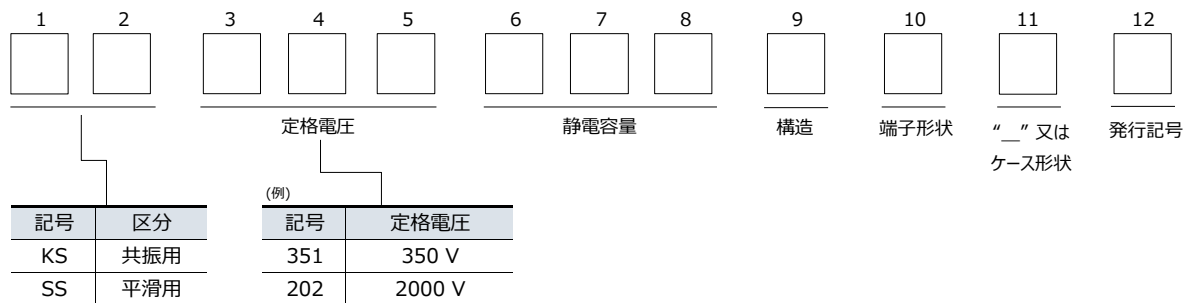 1 2 3 4 5 6 7 8 9 10 11 12
定格電圧 静電容量 構造 端子形状 “__” 又は 発行記号
ケース形状
(例)
記号 区分 記号 定格電圧
KS 共振用 351 350 V
SS 平滑用 202 2000 V